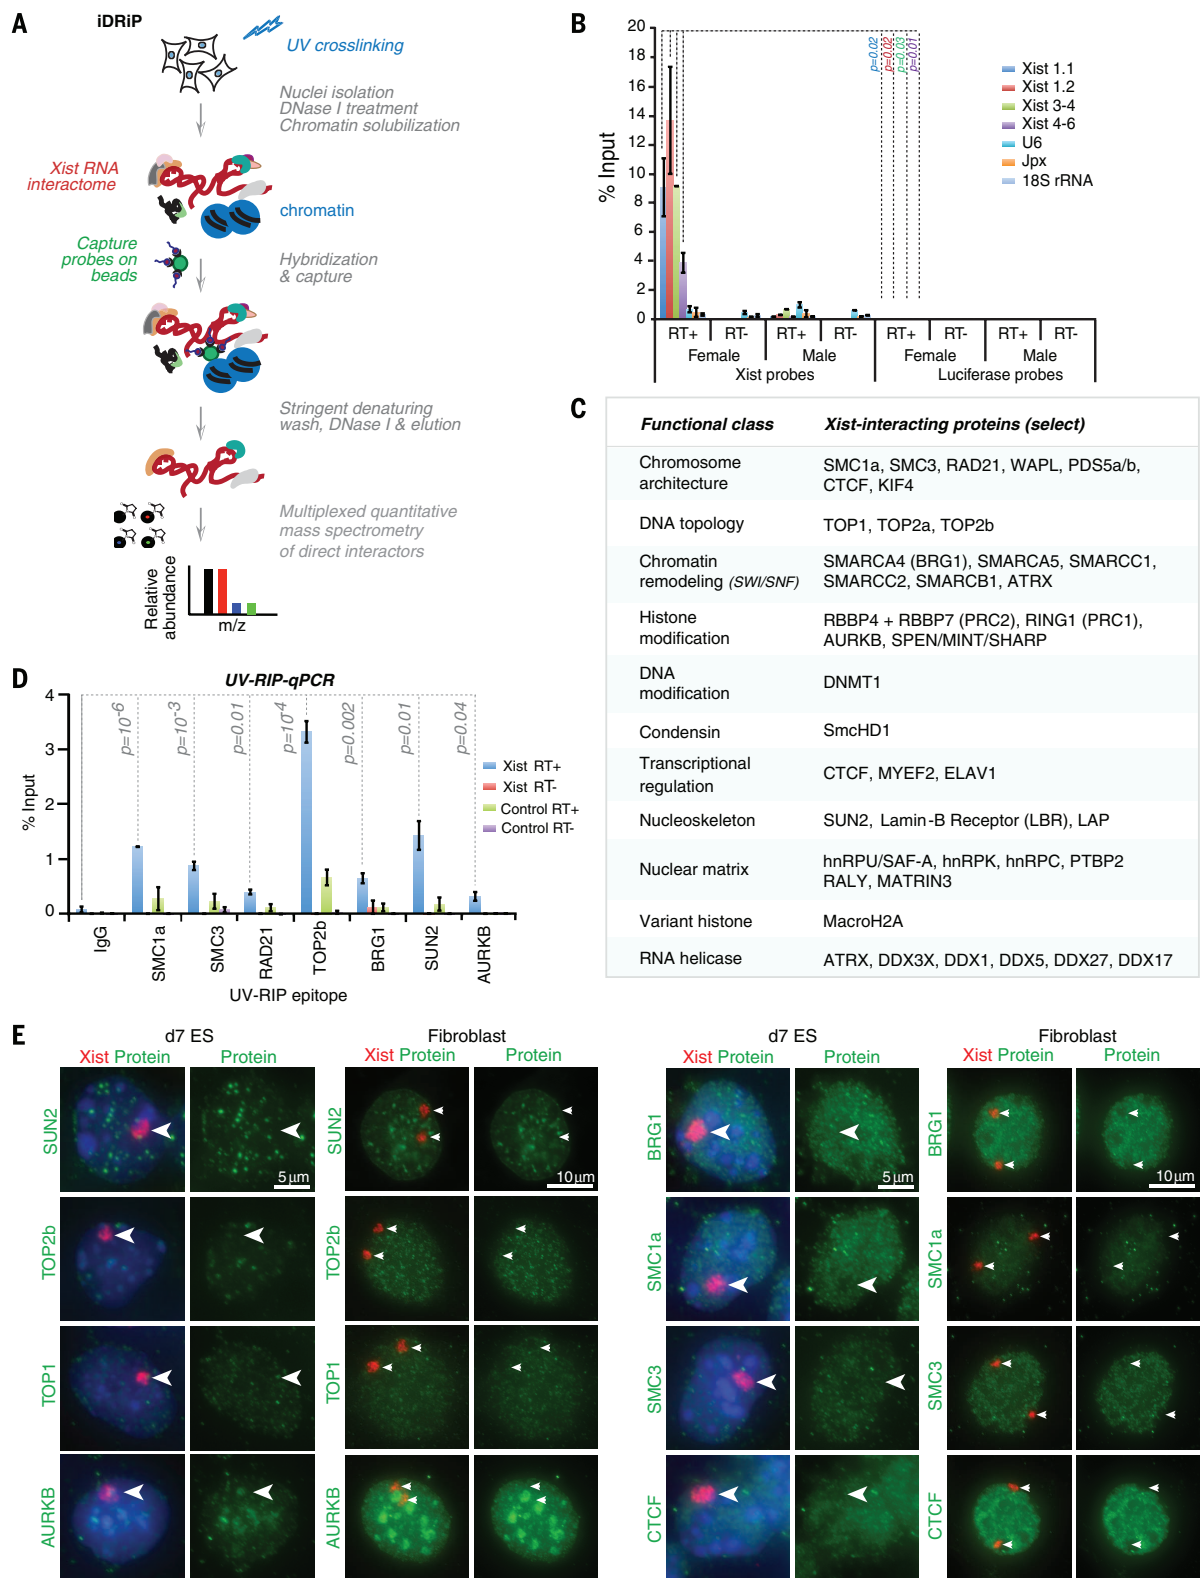 A
iDRiP
UV crosslinking
Nuclei isolation
DNase I treatment
Chromatin solubilization
Xist RNA
interactome
chromatin
Capture
probes on
beads
Hybridization
& capture
Stringent denaturing
wash, DNase I & elution
Multiplexed quantitative
mass spectrometry
of direct interactors
Relative
abundance
m/z
B
% Input
20
18
16
14
12
10
8
6
4
2
0
p=0.02
p=0.02
p=0.03
p=0.01
Xist 1.1
Xist 1.2
Xist 3-4
Xist 4-6
U6
Jpx
18S rRNA
RT+ RT- RT+ RT- RT+ RT- RT+ RT-
Female Male Female Male
Xist probes Luciferase probes
C
Functional class Xist-interacting proteins (select)
Chromosome
architecture
SMC1a, SMC3, RAD21, WAPL, PDS5a/b,
CTCF, KIF4
DNA topology TOP1, TOP2a, TOP2b
Chromatin
remodeling (SWI/SNF)
SMARCA4 (BRG1), SMARCA5, SMARCC1,
SMARCC2, SMARCB1, ATRX
Histone
modification
RBBP4 + RBBP7 (PRC2), RING1 (PRC1),
AURKB, SPEN/MINT/SHARP
DNA
modification
DNMT1
Condensin SmcHD1
Transcriptional
regulation
CTCF, MYEF2, ELAV1
Nucleoskeleton SUN2, Lamin-B Receptor (LBR), LAP
Nuclear matrix
hnRPU/SAF-A, hnRPK, hnRPC, PTBP2
RALY, MATRIN3
Variant histone MacroH2A
RNA helicase ATRX, DDX3X, DDX1, DDX5, DDX27, DDX17
D
UV-RIP-qPCR
% Input
4
3
2
1
0
p=10-6
p=10-3
p=0.01
p=10-4
p=0.002
p=0.01
p=0.04
Xist RT+
Xist RT-
Control RT+
Control RT-
IgG
SMC1a
SMC3
RAD21
TOP2b
BRG1
SUN2
AURKB
UV-RIP epitope
E
d7 ES Fibroblast d7 ES Fibroblast
Xist Protein Protein Xist Protein Protein Xist Protein Protein Xist Protein Protein
SUN2 5 µm SUN2 10 µm BRG1 5 µm BRG1 10 µm
TOP2b TOP2b SMC1a SMC1a
TOP1 TOP1 SMC3 SMC3
AURKB AURKB CTCF CTCF